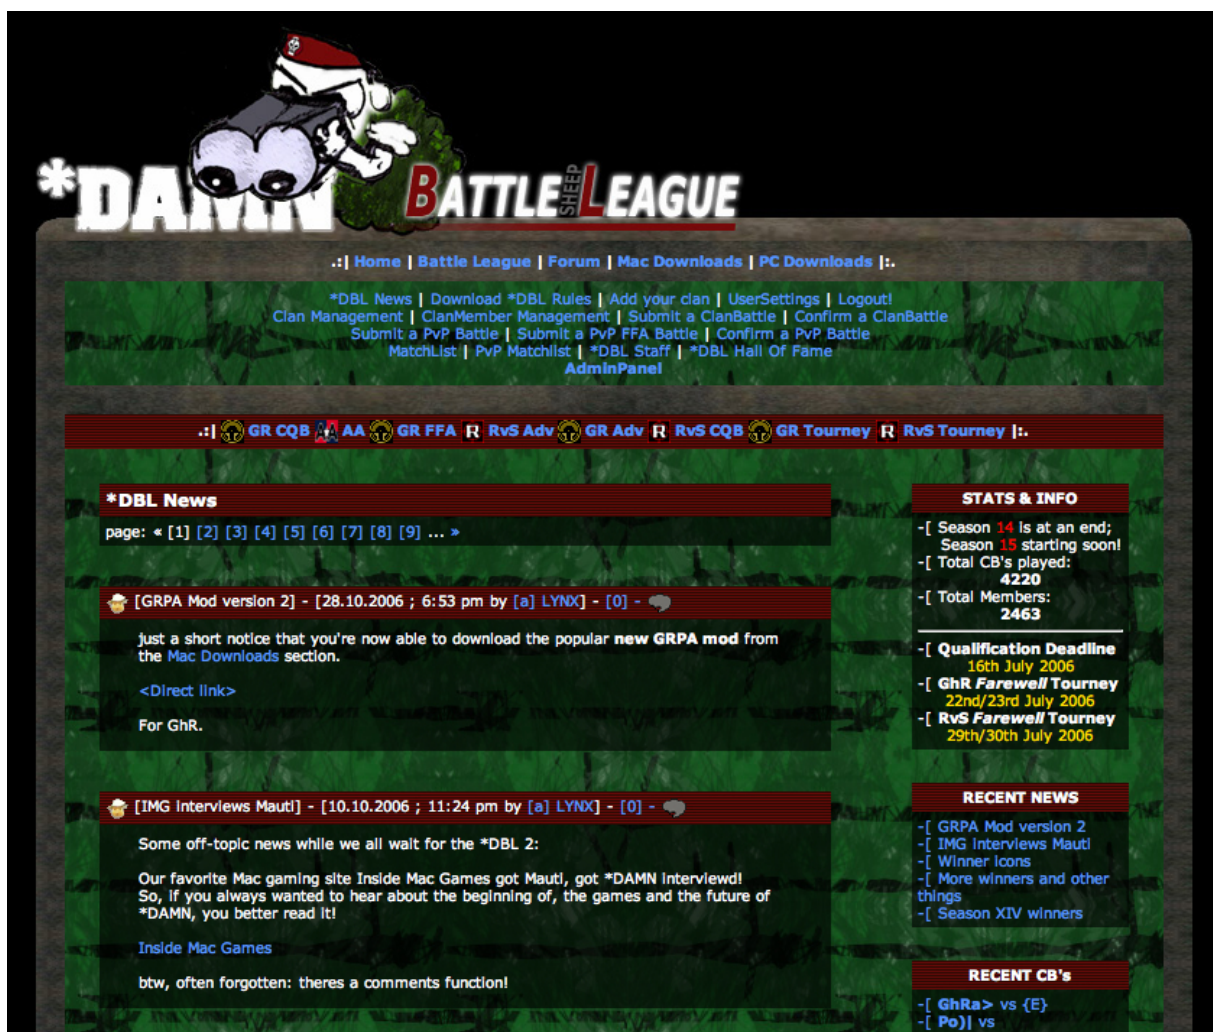 *DAMN BATTLE SHEEP LEAGUE
.:| Home | Battle League | Forum | Mac Downloads | PC Downloads |:.
*DBL News | Download *DBL Rules | Add your clan | UserSettings | Logout!
Clan Management | ClanMember Management | Submit a ClanBattle | Confirm a ClanBattle
Submit a PvP Battle | Submit a PvP FFA Battle | Confirm a PvP Battle
MatchList | PvP Matchlist | *DBL Staff | *DBL Hall Of Fame
AdminPanel
.:| GR CQB AA GR FFA R RvS Adv GR Adv R RvS CQB GR Tourney R RvS Tourney |:.
*DBL News
page: « [1] [2] [3] [4] [5] [6] [7] [8] [9] ... »
[GRPA Mod version 2] - [28.10.2006 ; 6:53 pm by [a] LYNX] - [0] -
just a short notice that you're now able to download the popular new GRPA mod from
the Mac Downloads section.
<Direct link>
For GhR.
[IMG interviews Mauti] - [10.10.2006 ; 11:24 pm by [a] LYNX] - [0] -
Some off-topic news while we all wait for the *DBL 2:
Our favorite Mac gaming site Inside Mac Games got Mauti, got *DAMN interviewd!
So, if you always wanted to hear about the beginning of, the games and the future of
*DAMN, you better read it!
Inside Mac Games
btw, often forgotten: theres a comments function!
STATS & INFO
-[ Season 14 is at an end;
Season 15 starting soon!
-[ Total CB's played:
4220
-[ Total Members:
2463
-[ Qualification Deadline
16th July 2006
-[ GhR Farewell Tourney
22nd/23rd July 2006
-[ RvS Farewell Tourney
29th/30th July 2006
RECENT NEWS
-[ GRPA Mod version 2
-[ IMG interviews Mauti
-[ Winner icons
-[ More winners and other
things
-[ Season XIV winners
RECENT CB's
-[ GhRa> vs {E}
-[ Po)| vs